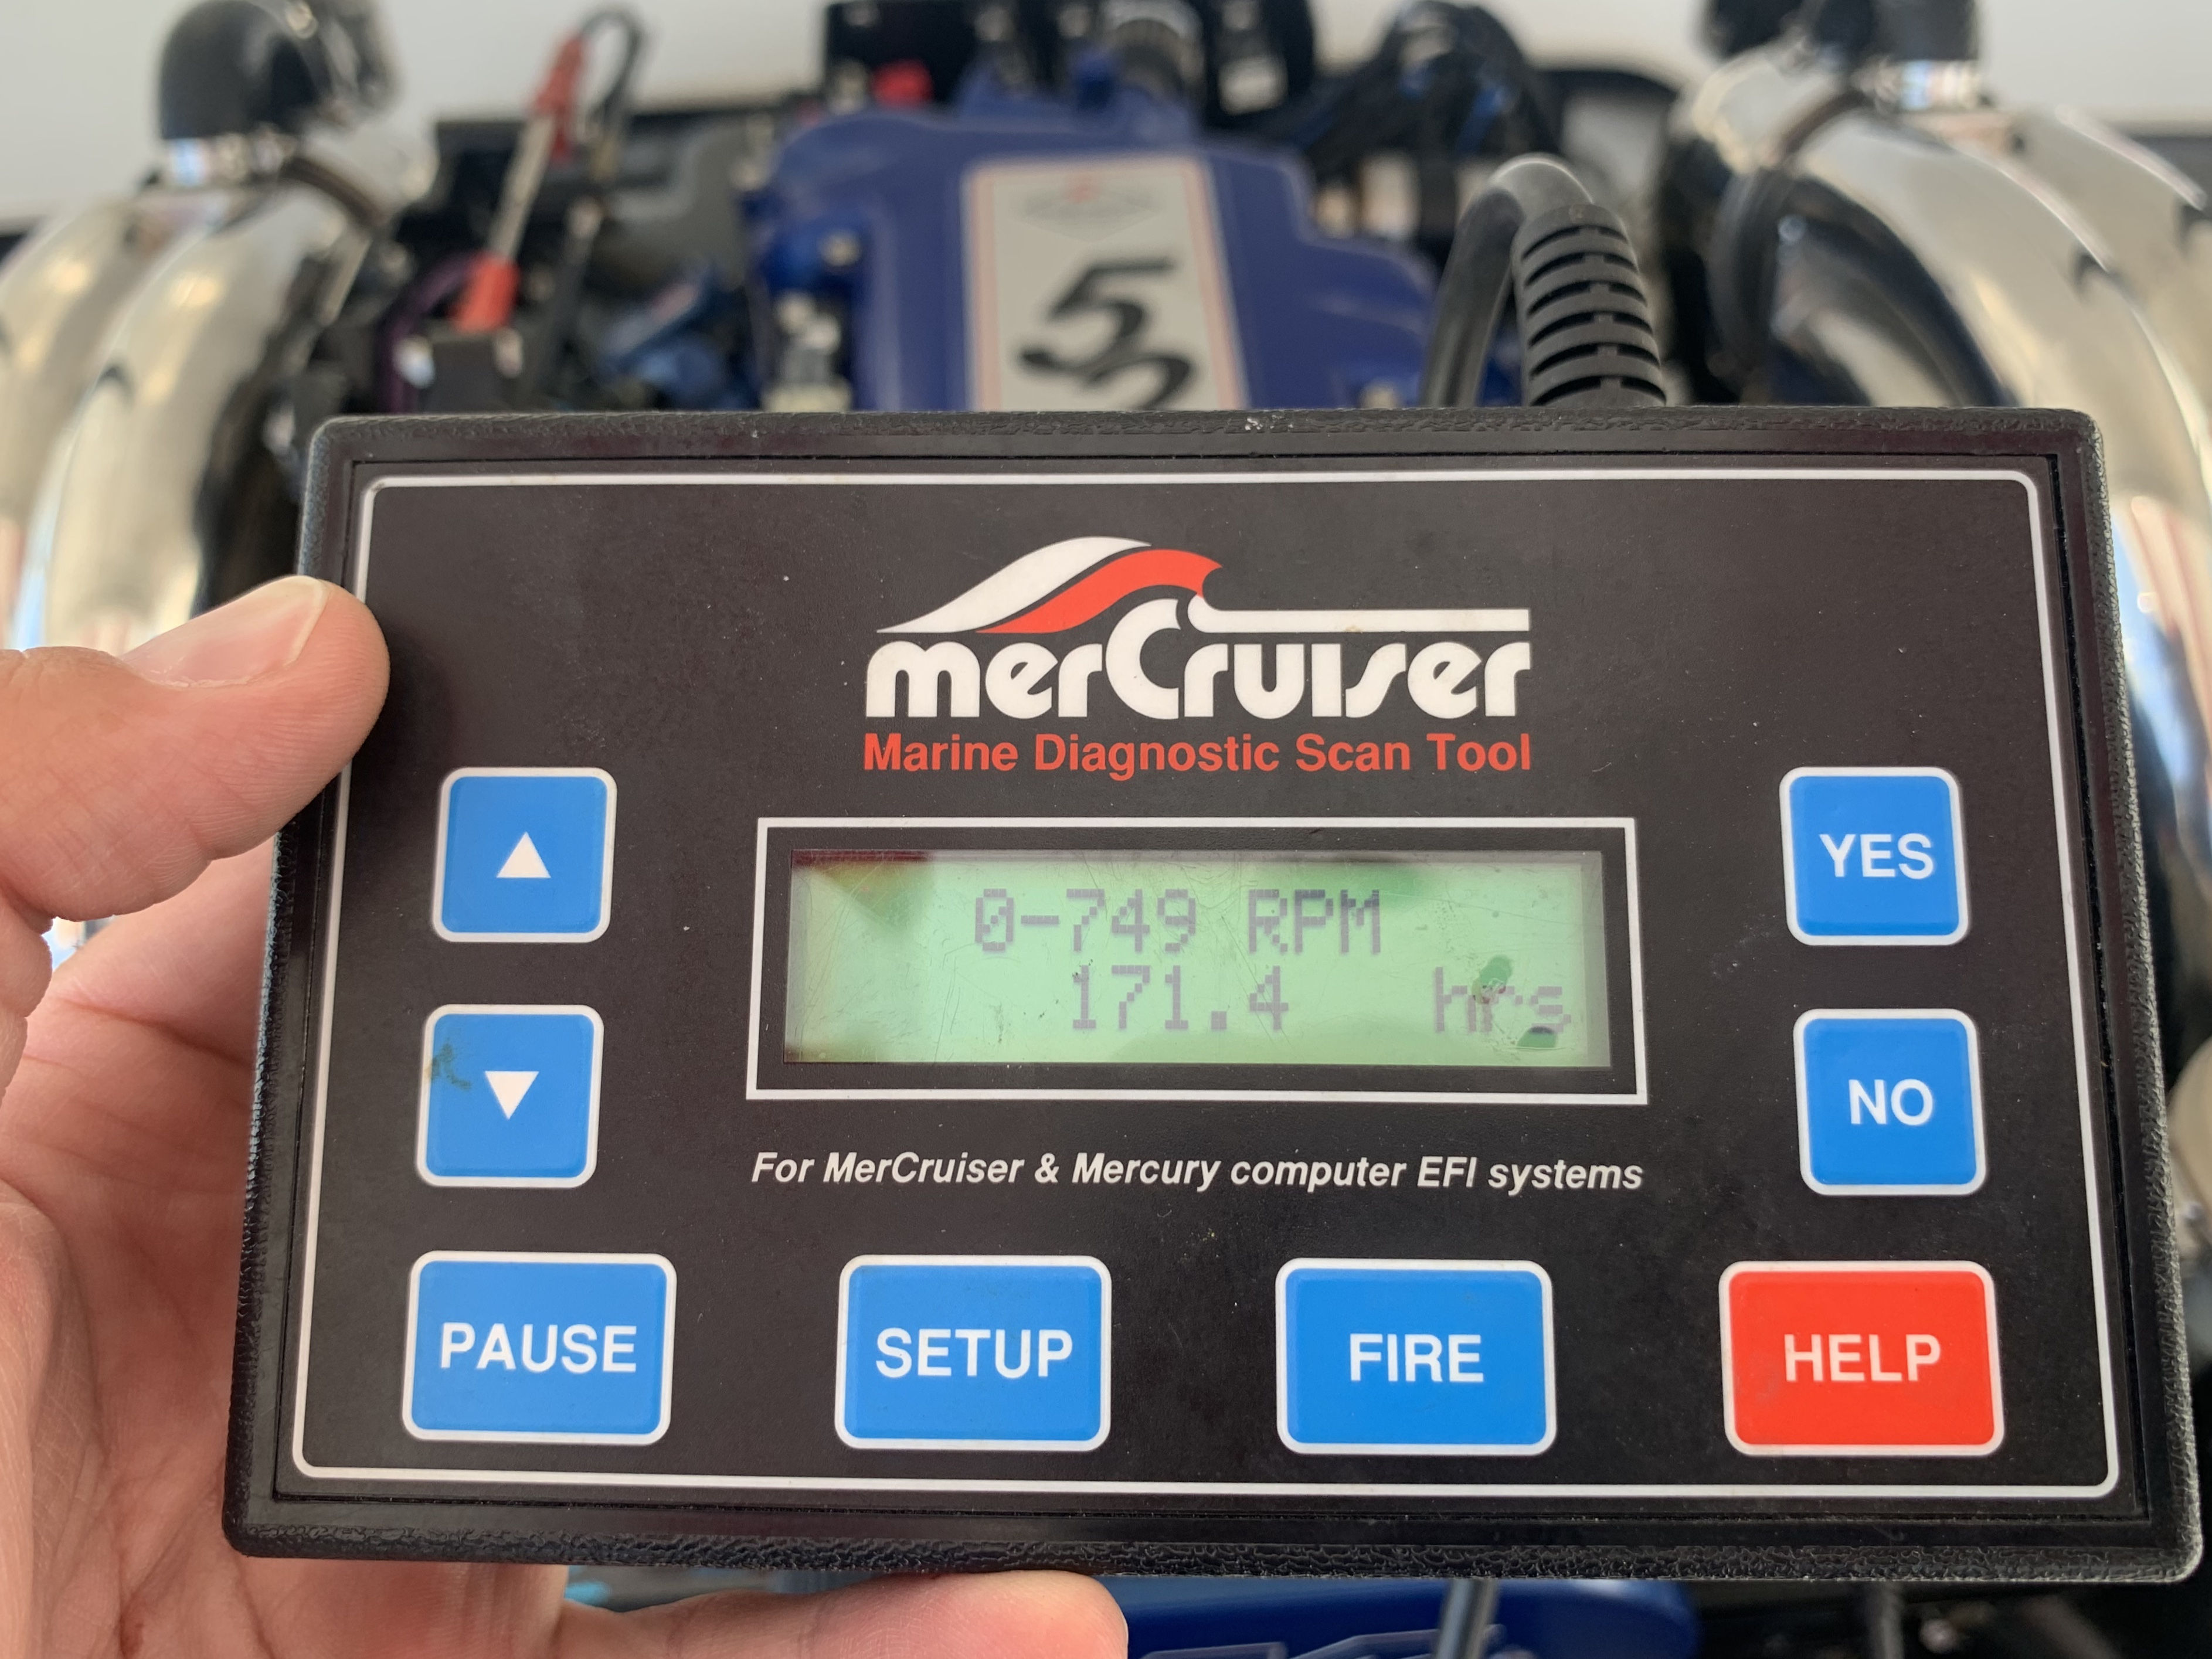 5
merCruiser
Marine Diagnostic Scan Tool
▲
YES
0-749 RPM
171.4 hrs
▼
NO
For MerCruiser & Mercury computer EFI systems
PAUSE
SETUP
FIRE
HELP